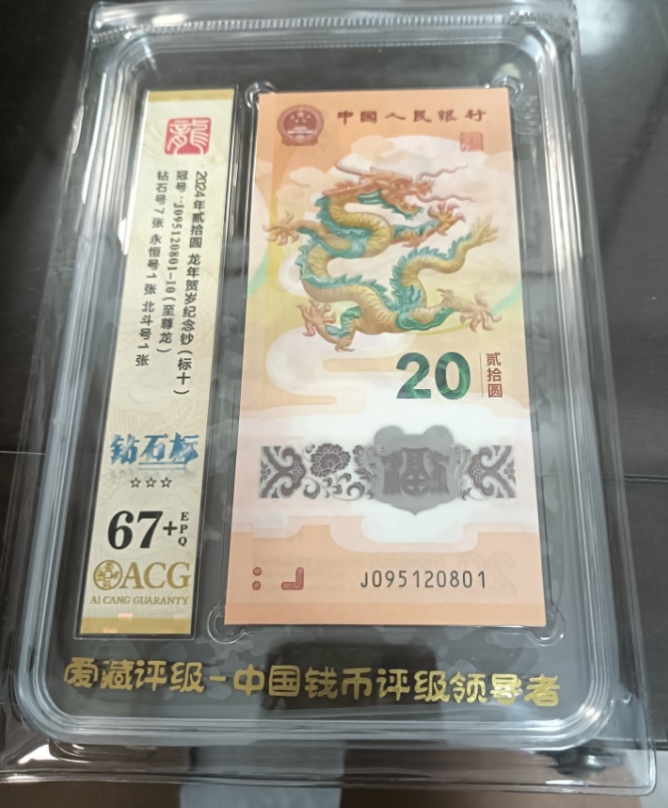 龍
2024年贰拾圆 龙年贺岁纪念钞(标十)
冠号:J095120801-10(至尊龙)
钻石号7张 永恒号1张 北斗号1张
钻石标
☆☆☆
67+EPQ
ACG
AI CANG GUARANTY
中国人民银行
20
贰拾圆
福
J095120801
爱藏评级-中国钱币评级领导者